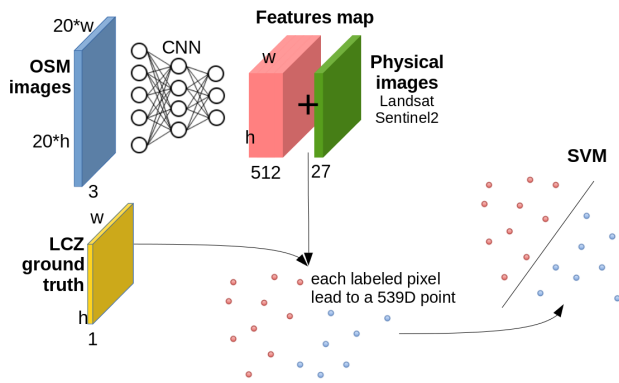 Features map
20*w
CNN
w
OSM
images
Physical
images
Landsat
Sentinel2
+
20*h
h
512
27
3
SVM
w
LCZ
ground
truth
each labeled pixel
lead to a 539D point
h
1